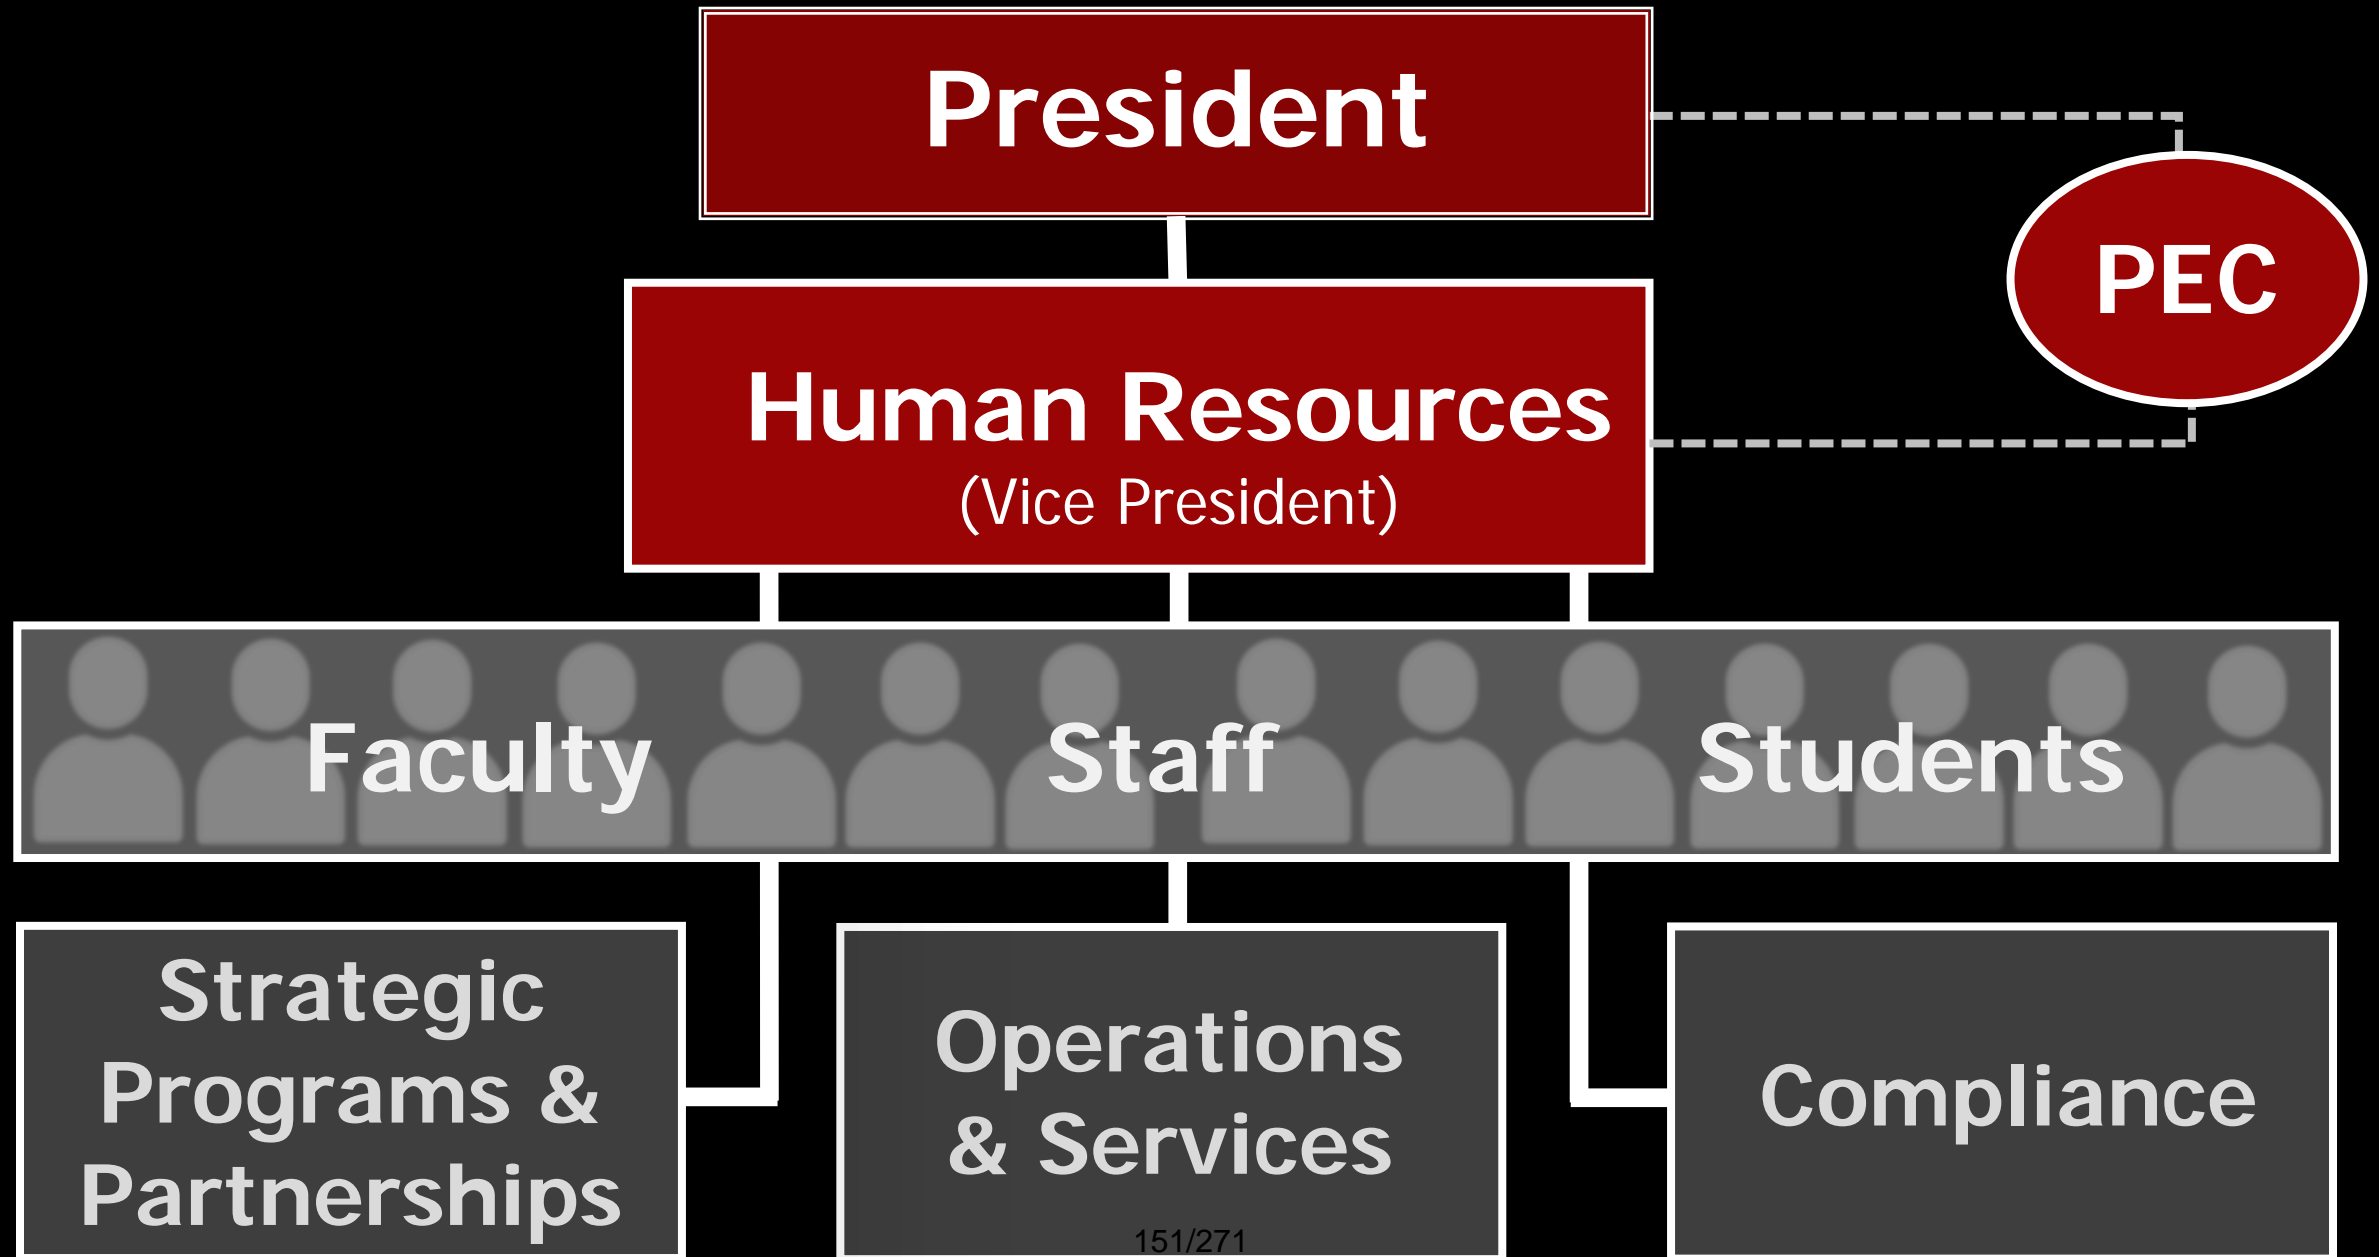 President
PEC
Human Resources
(Vice President)
Faculty Staff Students
Strategic
Programs &
Partnerships
Operations
& Services
Compliance
151/271